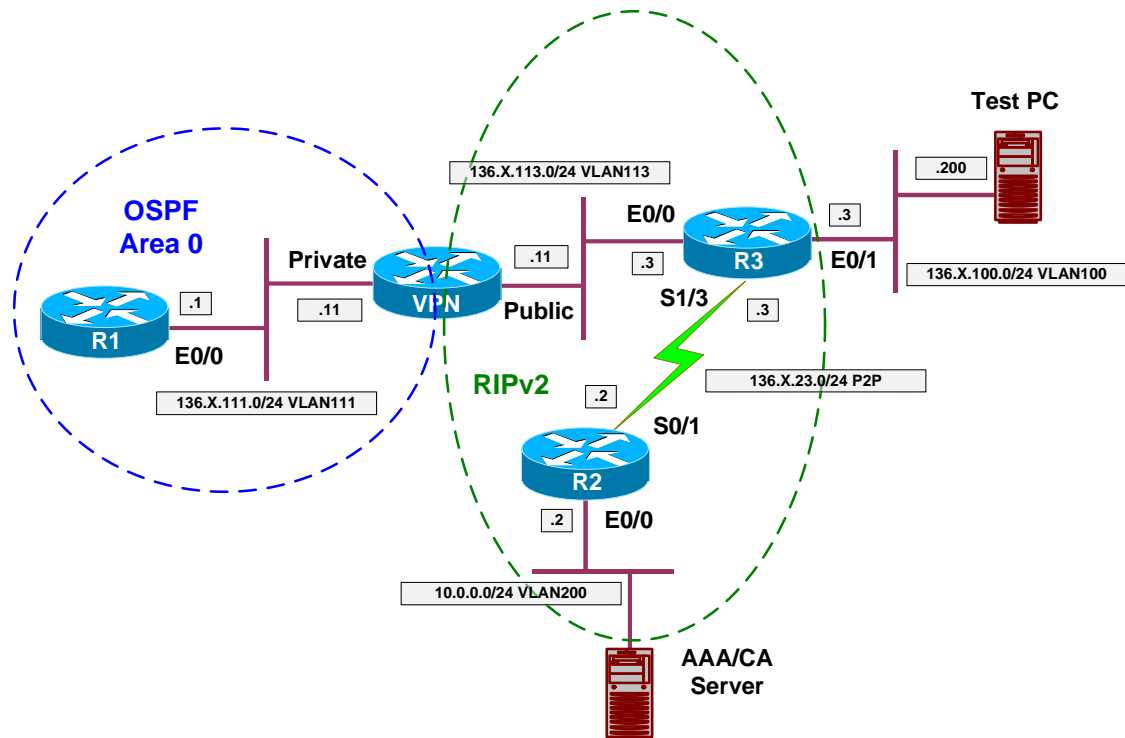 Test PC
.200
136.X.113.0/24 VLAN113
OSPF
Area 0
E0/0
.3
Private
.11
.3
R3
E0/1
.1
.11
VPN
Public
136.X.100.0/24 VLAN100
R1
S1/3
.3
E0/0
RIPv2
136.X.23.0/24 P2P
136.X.111.0/24 VLAN111
.2
S0/1
R2
.2
E0/0
10.0.0.0/24 VLAN200
AAA/CA
Server